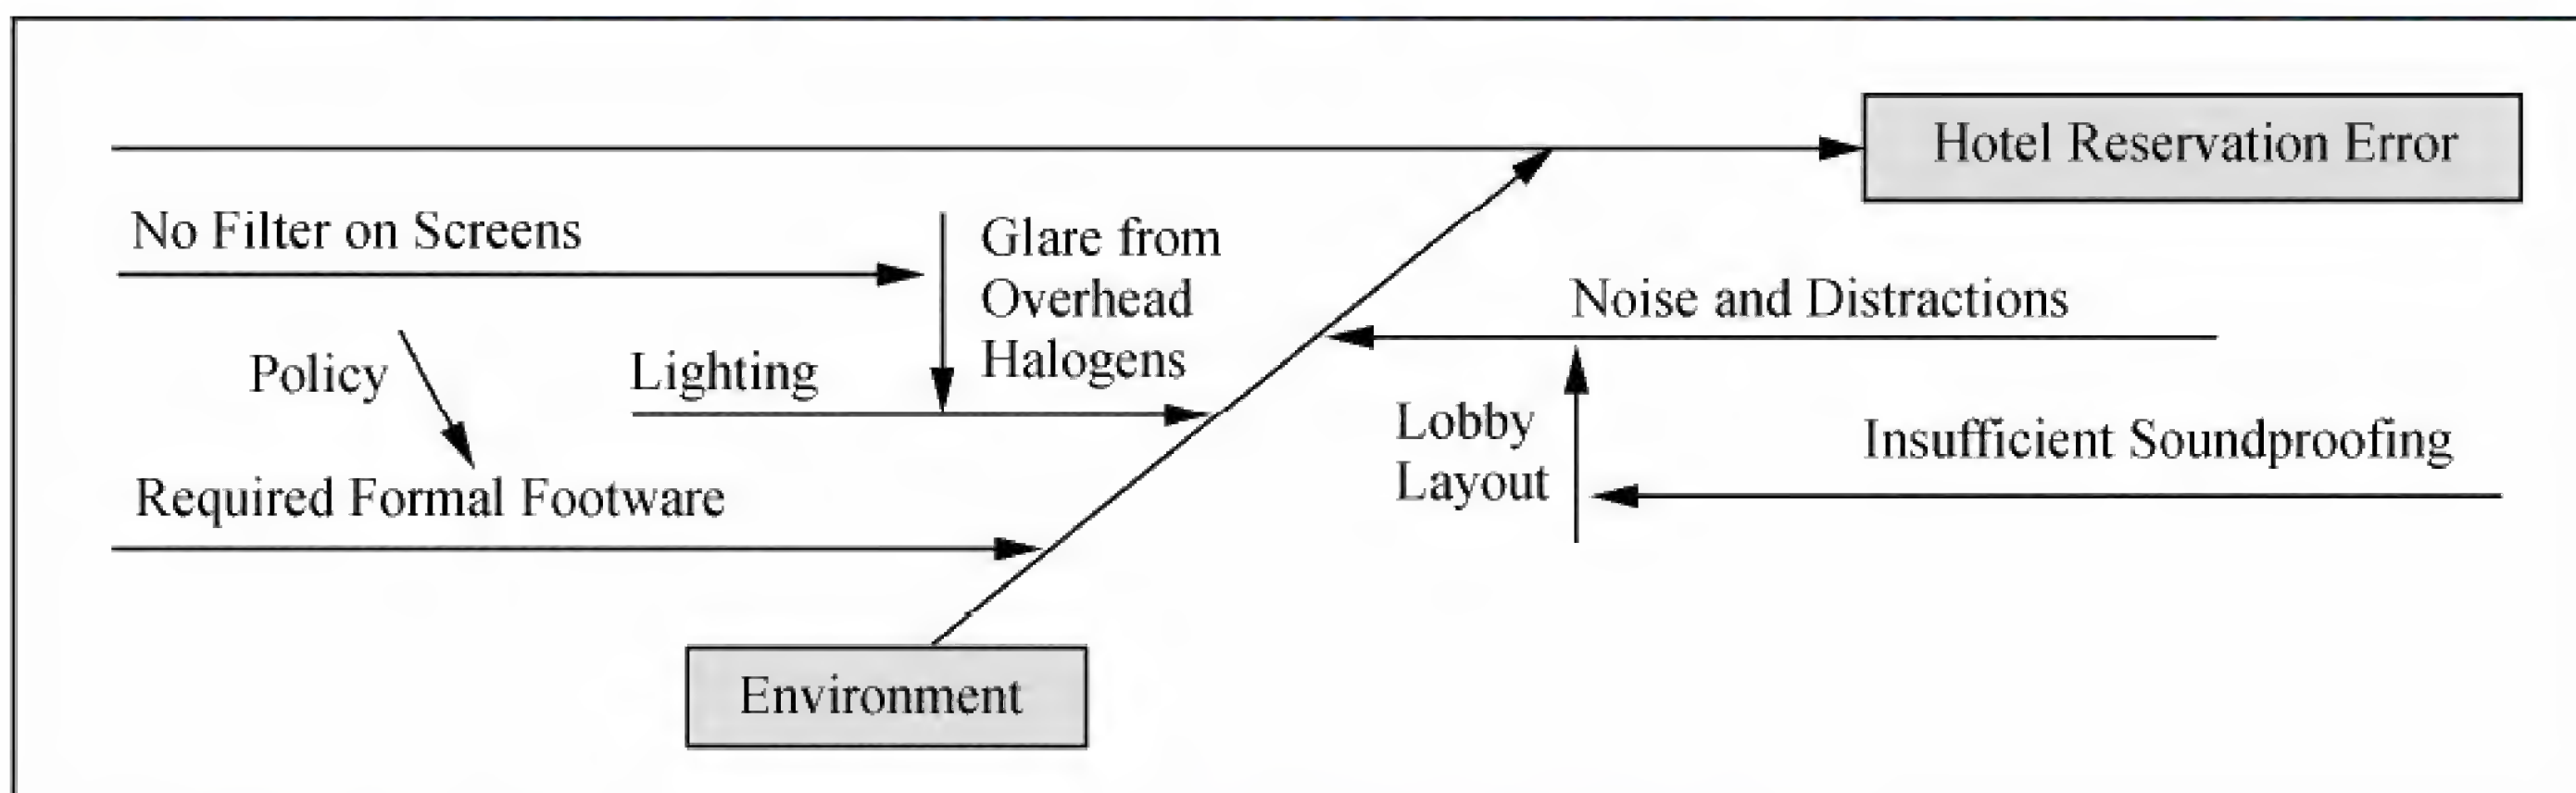 Hotel Reservation Error
No Filter on Screens
Glare from
Overhead
Halogens
Noise and Distractions
Policy
Lighting
Lobby
Layout
Insufficient Soundproofing
Required Formal Footware
Environment